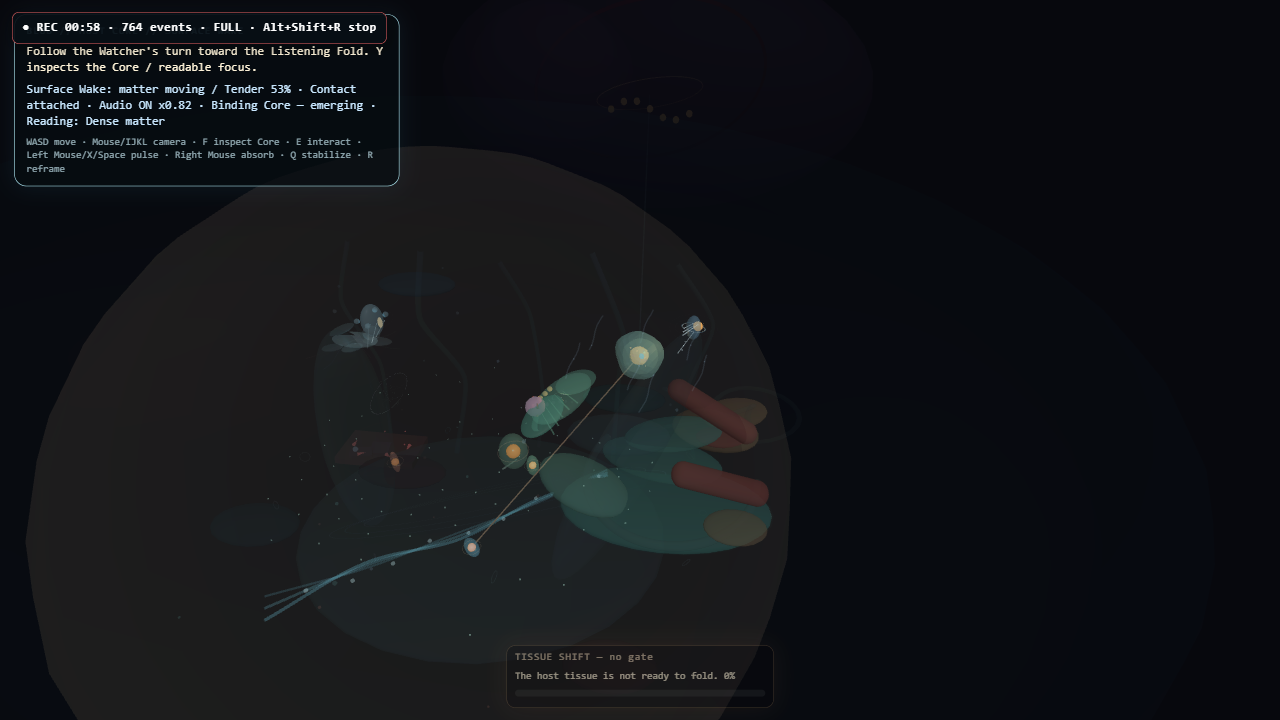 ● REC 00:58 · 764 events · FULL · Alt+Shift+R stop
Follow the Watcher's turn toward the Listening Fold. Y
inspects the Core / readable focus.
Surface Wake: matter moving / Tender 53% · Contact
attached · Audio ON x0.82 · Binding Core — emerging ·
Reading: Dense matter
WASD move · Mouse/IJKL camera · F inspect Core · E interact ·
Left Mouse/X/Space pulse · Right Mouse absorb · Q stabilize · R
reframe
TISSUE SHIFT — no gate
The host tissue is not ready to fold. 0%